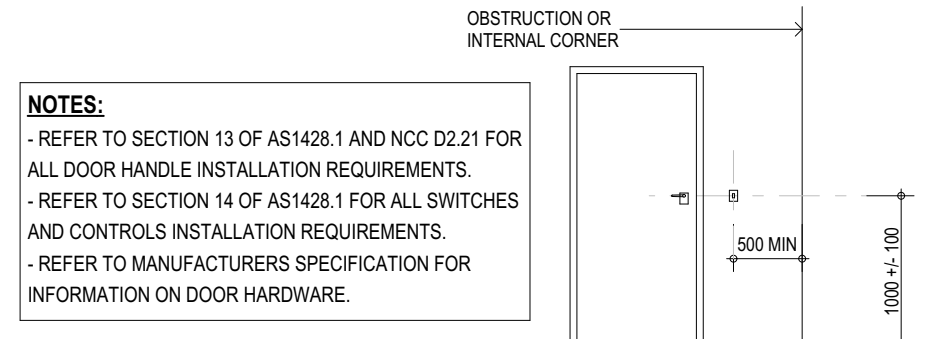 OBSTRUCTION OR
INTERNAL CORNER
NOTES:
- REFER TO SECTION 13 OF AS1428.1 AND NCC D2.21 FOR
ALL DOOR HANDLE INSTALLATION REQUIREMENTS.
- REFER TO SECTION 14 OF AS1428.1 FOR ALL SWITCHES
AND CONTROLS INSTALLATION REQUIREMENTS.
- REFER TO MANUFACTURERS SPECIFICATION FOR
INFORMATION ON DOOR HARDWARE.
500 MIN
1000 +/- 100